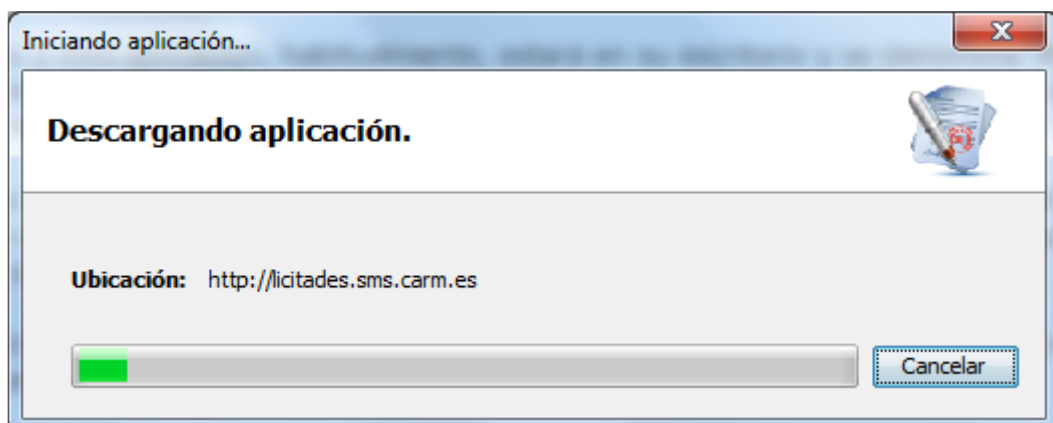 Iniciando aplicación...
Descargando aplicación.
Ubicación: http://licitades.sms.carm.es
Cancelar